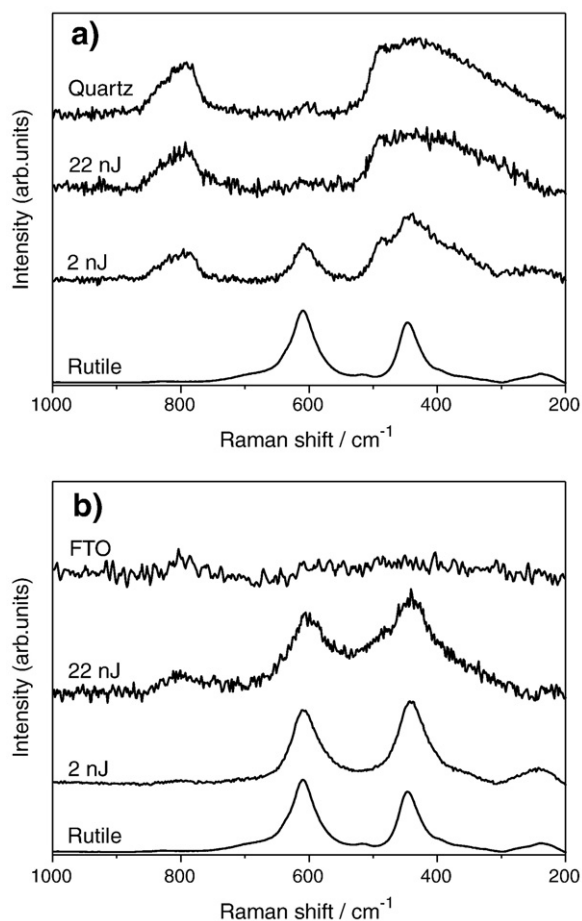 a)
Quartz
22 nJ
2 nJ
Rutile
Intensity (arb.units)
1000 800 600 400 200
Raman shift / cm⁻¹
b)
FTO
22 nJ
2 nJ
Rutile
Intensity (arb.units)
1000 800 600 400 200
Raman shift / cm⁻¹